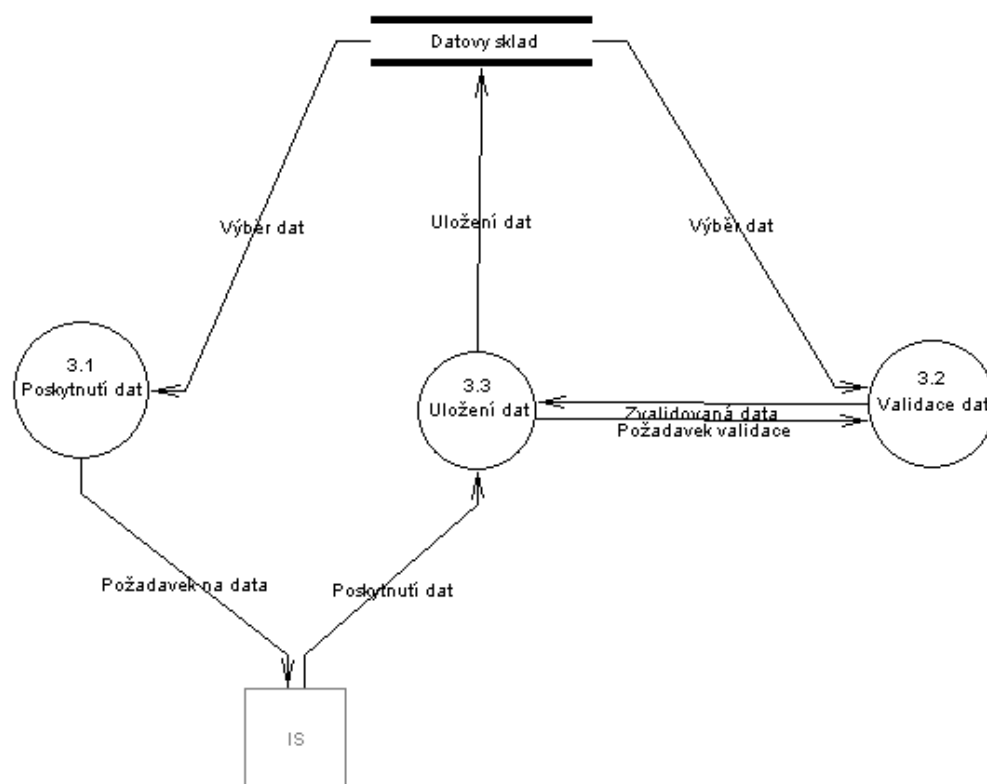 Datovy sklad
Výběr dat
Uložení dat
Výběr dat
3.1
Poskytnutí dat
3.3
Uložení dat
3.2
Validace dat
Zvalidovaná data
Požadavek validace
Požadavek na data
Poskytnutí dat
IS